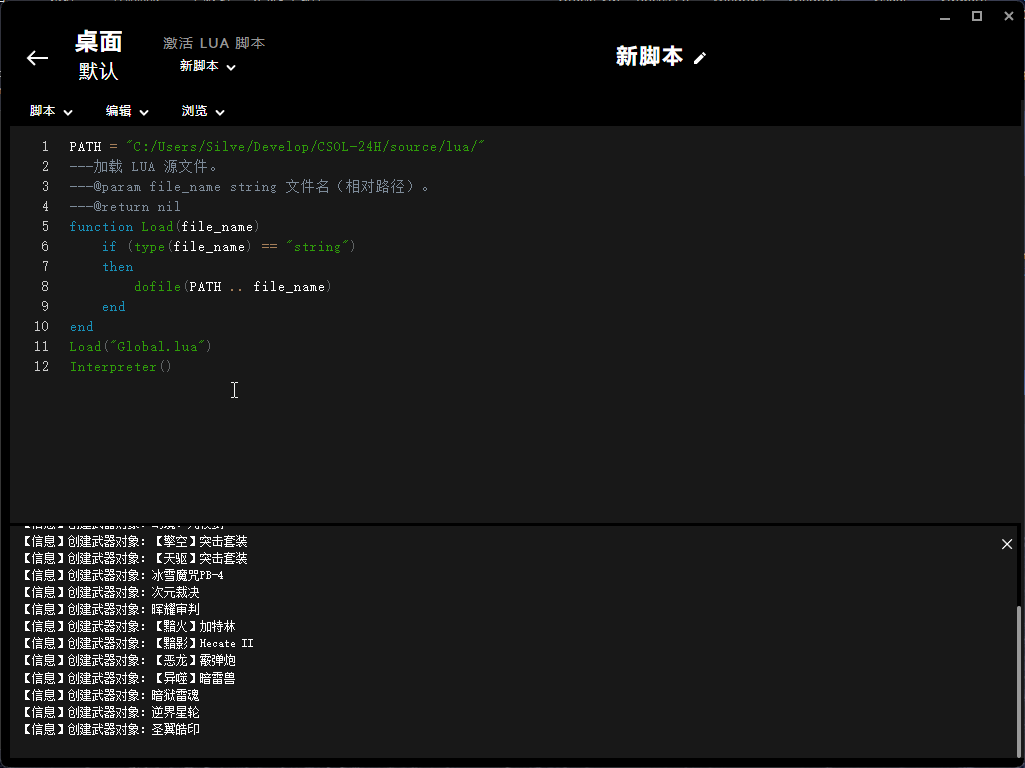 桌面
默认
激活 LUA 脚本
新脚本
新脚本
脚本 编辑 浏览
1 PATH = "C:/Users/Silve/Develop/CSOL-24H/source/lua/"
2 ---加载 LUA 源文件。
3 ---@param file_name string 文件名（相对路径）。
4 ---@return nil
5 function Load(file_name)
6 if (type(file_name) == "string")
7 then
8 dofile(PATH .. file_name)
9 end
10 end
11 Load("Global.lua")
12 Interpreter()
【信息】创建武器对象：
【信息】创建武器对象：【擎空】突击套装
【信息】创建武器对象：【天驱】突击套装
【信息】创建武器对象：冰雪魔咒PB-4
【信息】创建武器对象：次元裁决
【信息】创建武器对象：晖耀审判
【信息】创建武器对象：【黯火】加特林
【信息】创建武器对象：【黯影】Hecate II
【信息】创建武器对象：【恶龙】霰弹炮
【信息】创建武器对象：【异噬】暗雷兽
【信息】创建武器对象：暗狱雷魂
【信息】创建武器对象：逆界星轮
【信息】创建武器对象：圣翼皓印